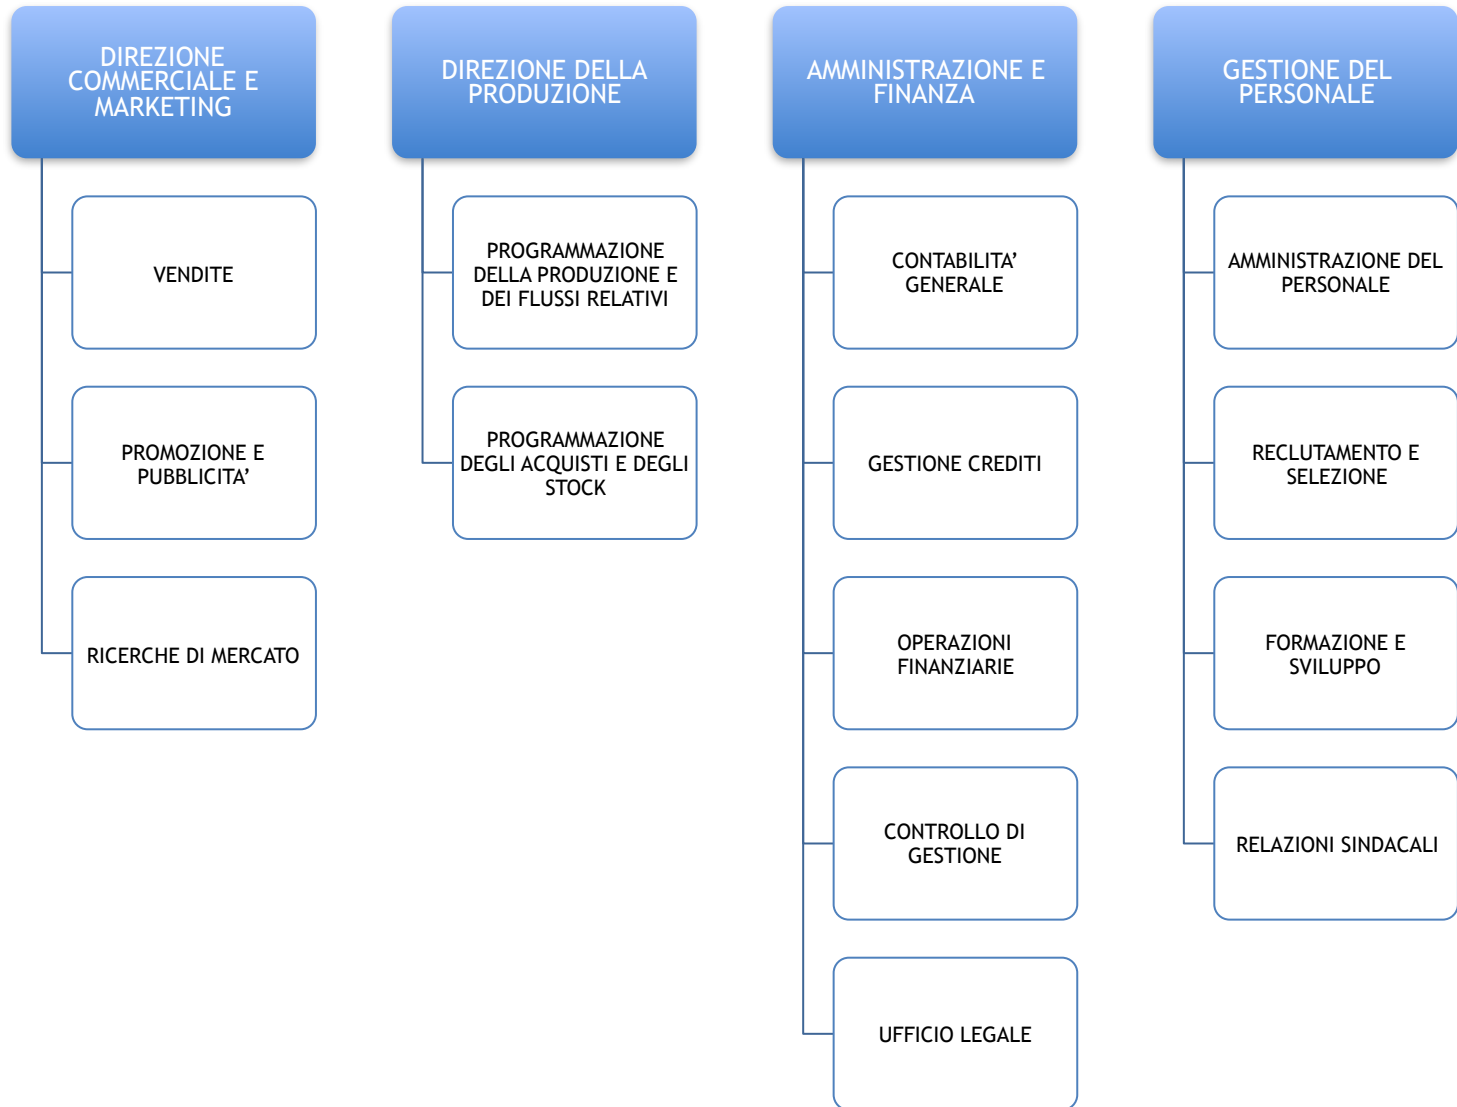 DIREZIONE
COMMERCIALE E
MARKETING
VENDITE
PROMOZIONE E
PUBBLICITA’
RICERCHE DI MERCATO
DIREZIONE DELLA
PRODUZIONE
PROGRAMMAZIONE
DELLA PRODUZIONE E
DEI FLUSSI RELATIVI
PROGRAMMAZIONE
DEGLI ACQUISTI E DEGLI
STOCK
AMMINISTRAZIONE E
FINANZA
CONTABILITA’
GENERALE
GESTIONE CREDITI
OPERAZIONI
FINANZIARIE
CONTROLLO DI
GESTIONE
UFFICIO LEGALE
GESTIONE DEL
PERSONALE
AMMINISTRAZIONE DEL
PERSONALE
RECLUTAMENTO E
SELEZIONE
FORMAZIONE E
SVILUPPO
RELAZIONI SINDACALI